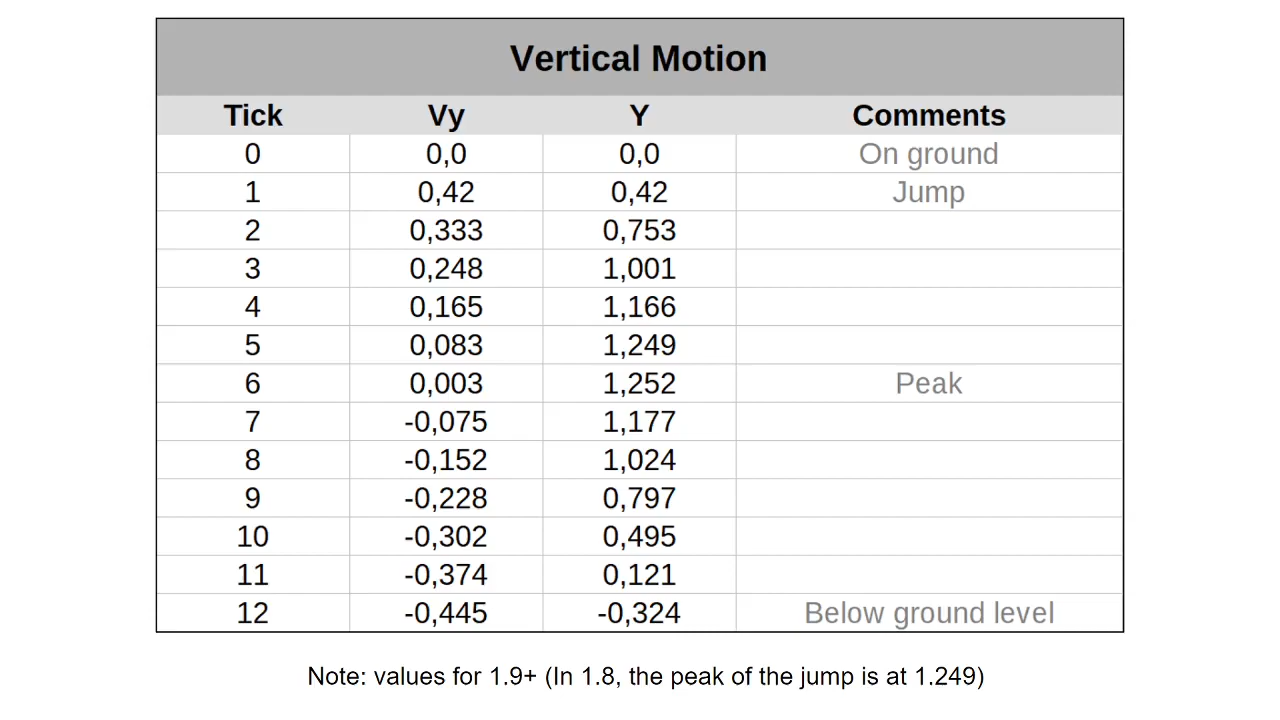 Vertical Motion
Tick Vy Y Comments
0 0,0 0,0 On ground
1 0,42 0,42 Jump
2 0,333 0,753
3 0,248 1,001
4 0,165 1,166
5 0,083 1,249
6 0,003 1,252 Peak
7 -0,075 1,177
8 -0,152 1,024
9 -0,228 0,797
10 -0,302 0,495
11 -0,374 0,121
12 -0,445 -0,324 Below ground level
Note: values for 1.9+ (In 1.8, the peak of the jump is at 1.249)